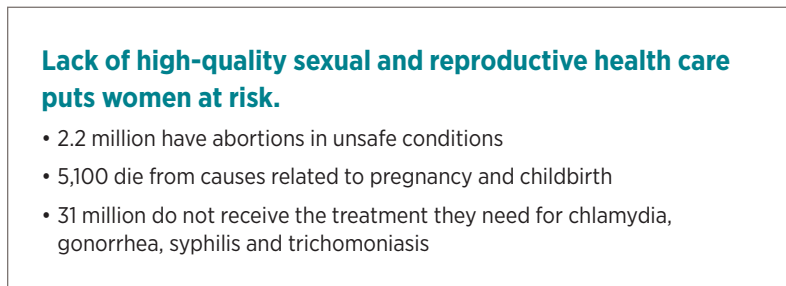 Lack of high-quality sexual and reproductive health care
puts women at risk.
• 2.2 million have abortions in unsafe conditions
• 5,100 die from causes related to pregnancy and childbirth
• 31 million do not receive the treatment they need for chlamydia,
gonorrhea, syphilis and trichomoniasis